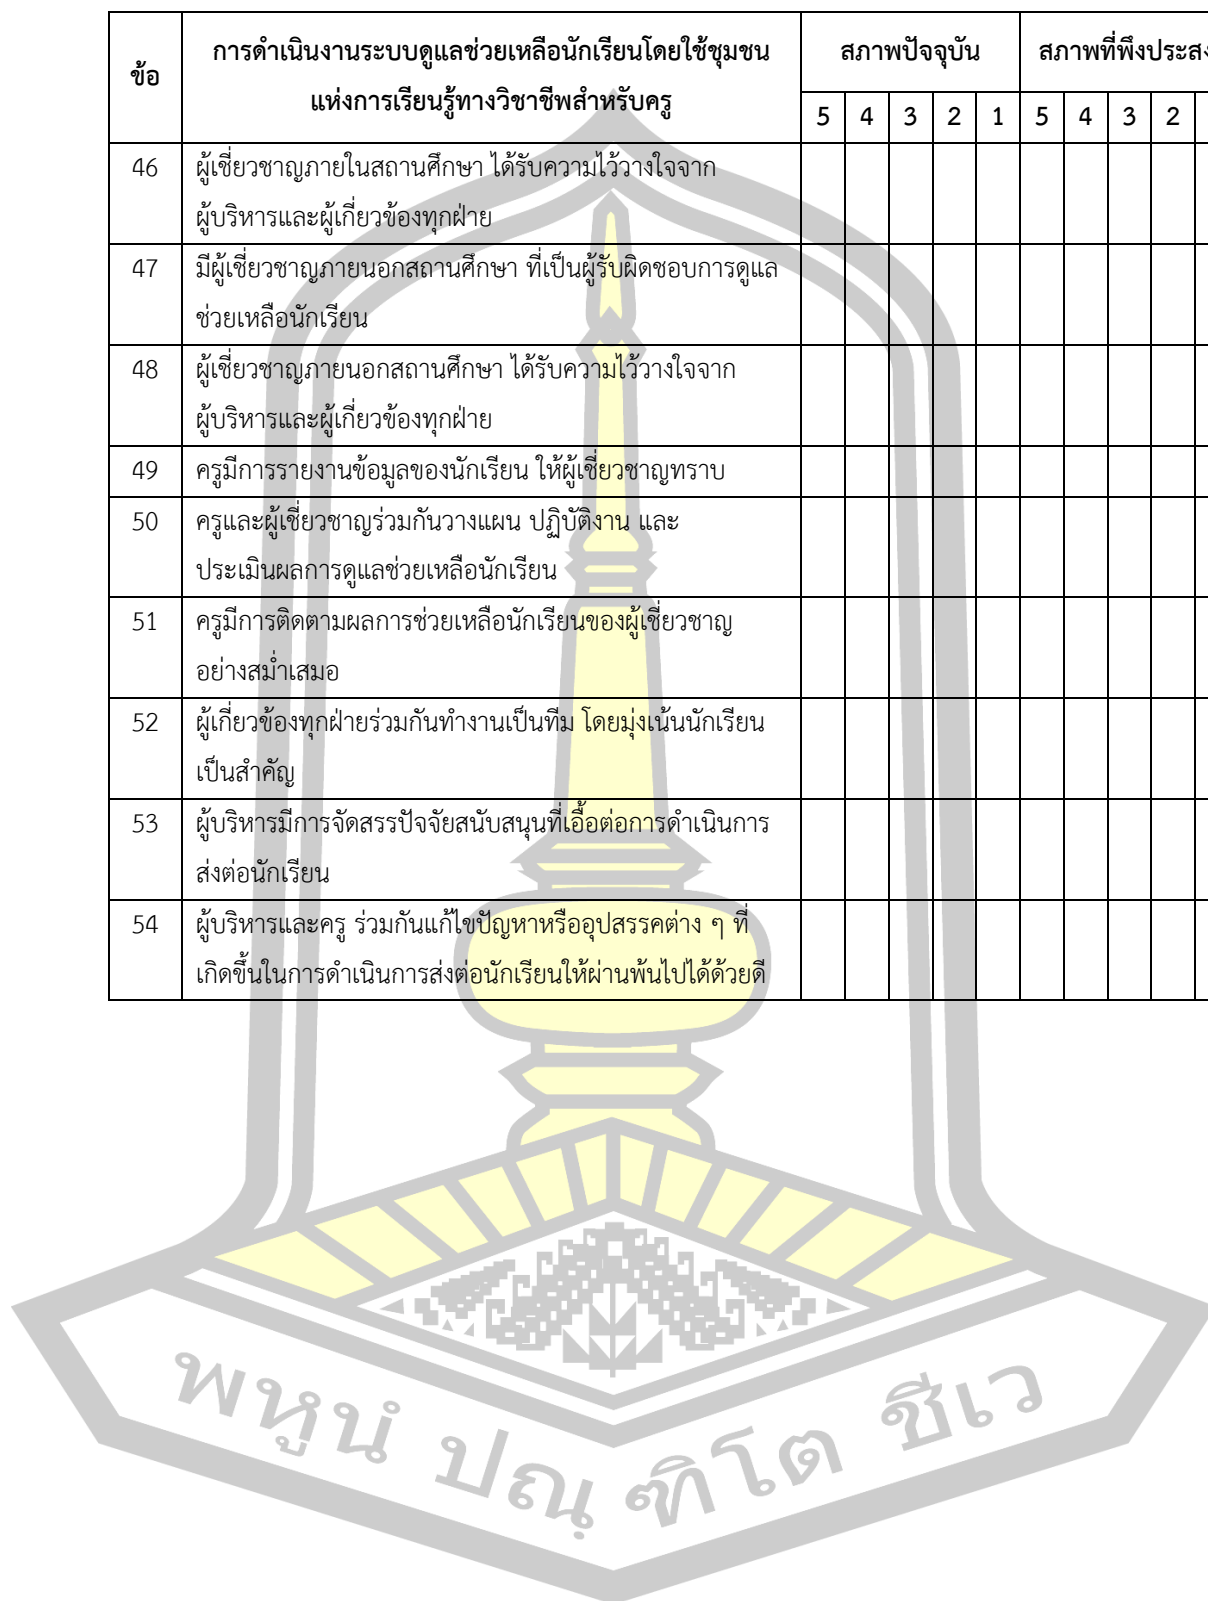 ข้อ
การดำเนินงานระบบดูแลช่วยเหลือนักเรียนโดยใช้ชุมชน
แห่งการเรียนรู้ทางวิชาชีพสำหรับครู
สภาพปัจจุบัน
สภาพที่พึงประสง
5 4 3 2 1 5 4 3 2
46 ผู้เชี่ยวชาญภายในสถานศึกษา ได้รับความไว้วางใจจาก
ผู้บริหารและผู้เกี่ยวข้องทุกฝ่าย
47 มีผู้เชี่ยวชาญภายนอกสถานศึกษา ที่เป็นผู้รับผิดชอบการดูแล
ช่วยเหลือนักเรียน
48 ผู้เชี่ยวชาญภายนอกสถานศึกษา ได้รับความไว้วางใจจาก
ผู้บริหารและผู้เกี่ยวข้องทุกฝ่าย
49 ครูมีการรายงานข้อมูลของนักเรียน ให้ผู้เชี่ยวชาญทราบ
50 ครูและผู้เชี่ยวชาญร่วมกันวางแผน ปฏิบัติงาน และ
ประเมินผลการดูแลช่วยเหลือนักเรียน
51 ครูมีการติดตามผลการช่วยเหลือนักเรียนของผู้เชี่ยวชาญ
อย่างสม่ำเสมอ
52 ผู้เกี่ยวข้องทุกฝ่ายร่วมกันทำงานเป็นทีม โดยมุ่งเน้นนักเรียน
เป็นสำคัญ
53 ผู้บริหารมีการจัดสรรปัจจัยสนับสนุนที่เอื้อต่อการดำเนินการ
ส่งต่อนักเรียน
54 ผู้บริหารและครู ร่วมกันแก้ไขปัญหาหรืออุปสรรคต่าง ๆ ที่
เกิดขึ้นในการดำเนินการส่งต่อนักเรียนให้ผ่านพ้นไปได้ด้วยดี
พหูนํ ปณฺ ฑิโต ชีเว